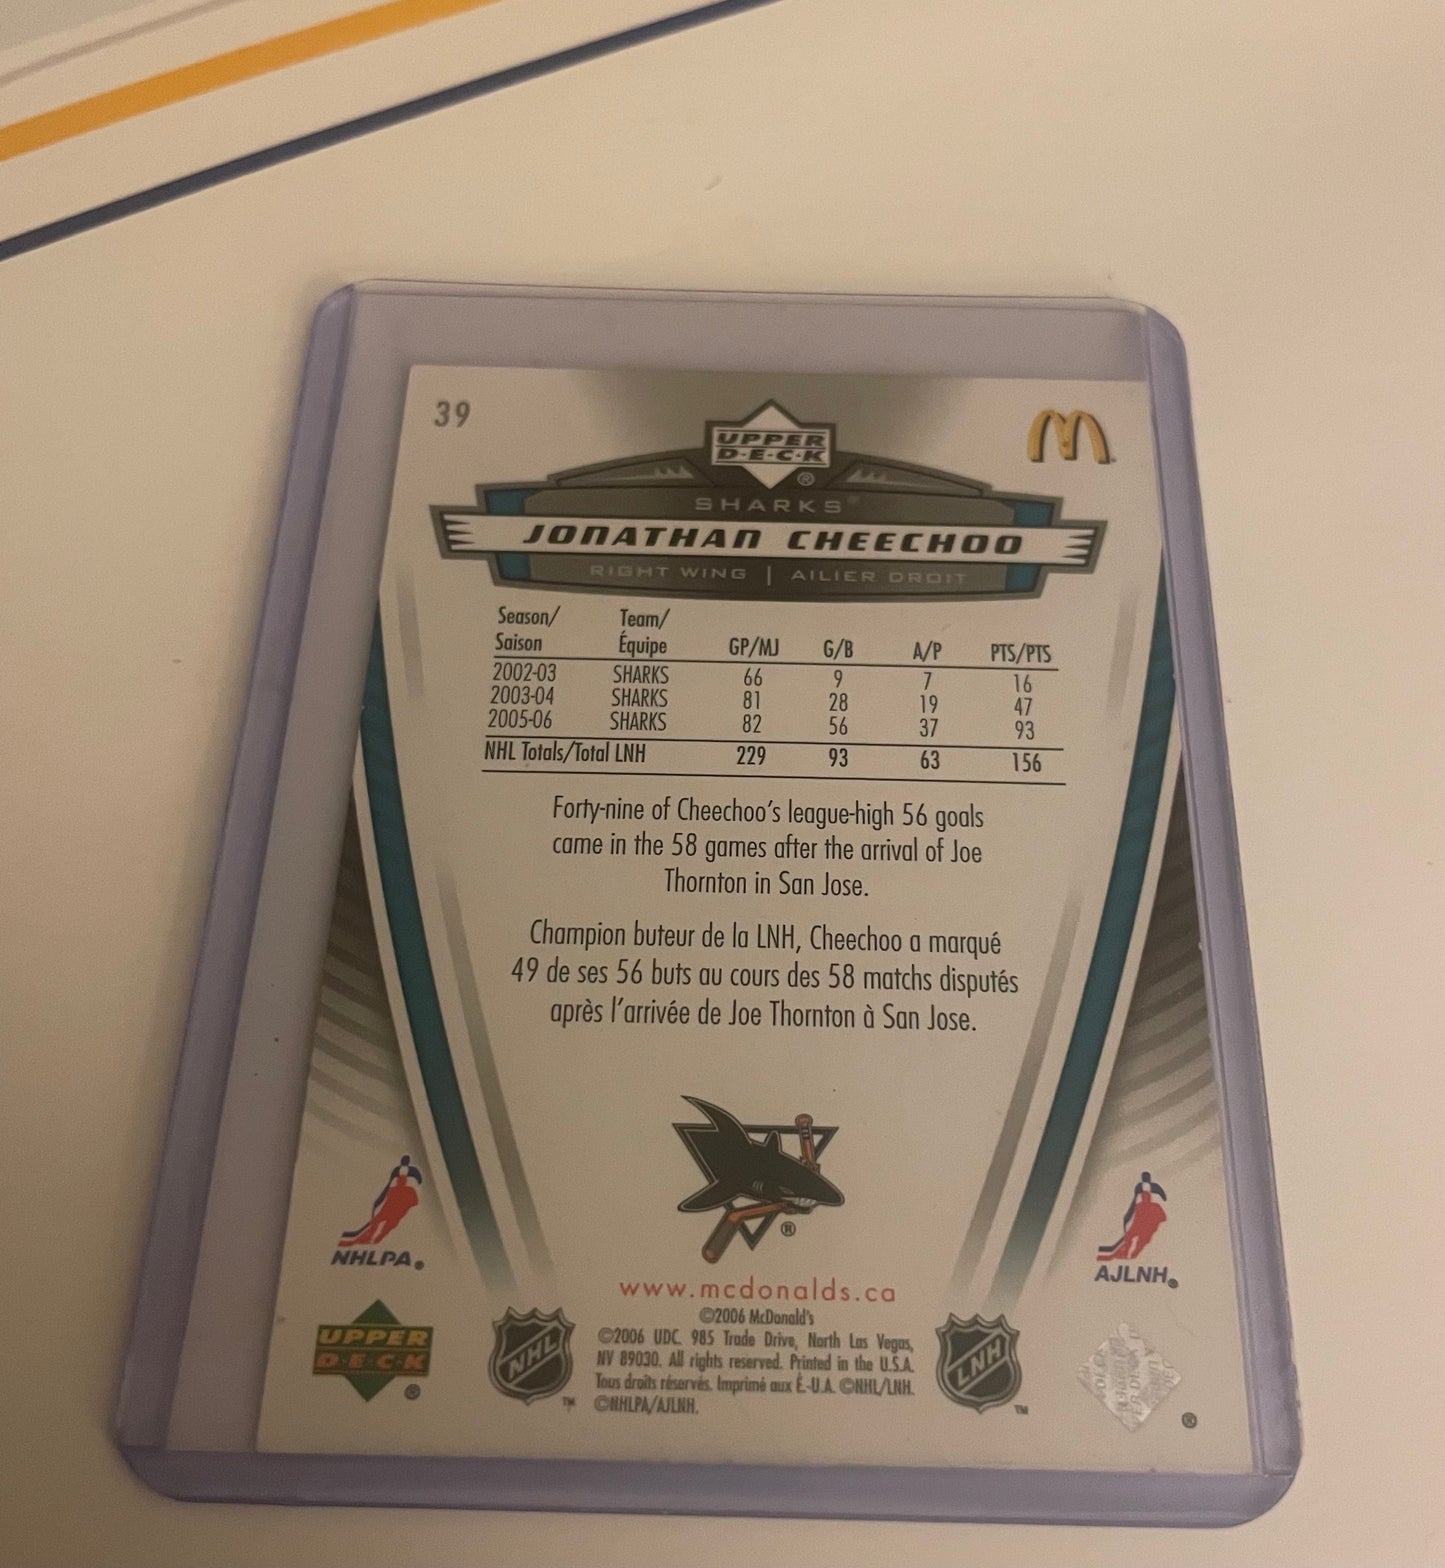 39
UPPER
D·E·C·K
®
SHARKS®
JONATHAN CHEECHOO
RIGHT WING | AILIER DROIT
Season/ Team/
Saison Équipe GP/MJ G/B A/P PTS/PTS
2002-03 SHARKS 66 9 7 16
2003-04 SHARKS 81 28 19 47
2005-06 SHARKS 82 56 37 93
NHL Totals/Total LNH 229 93 63 156
Forty-nine of Cheechoo's league-high 56 goals
came in the 58 games after the arrival of Joe
Thornton in San Jose.
Champion buteur de la LNH, Cheechoo a marqué
49 de ses 56 buts au cours des 58 matchs disputés
après l'arrivée de Joe Thornton à San Jose.
®
NHLPA®
AJLNH®
www.mcdonalds.ca
©2006 McDonald's
©2006 UDC. 985 Trade Drive, North Las Vegas,
NV 89030. All rights reserved. Printed in the U.S.A.
Tous droits réservés. Imprimé aux É.-U.A. ©NHL/LNH.
©NHLPA/AJLNH.
UPPER
D·E·C·K
®
NHL
™
LNH
™
®